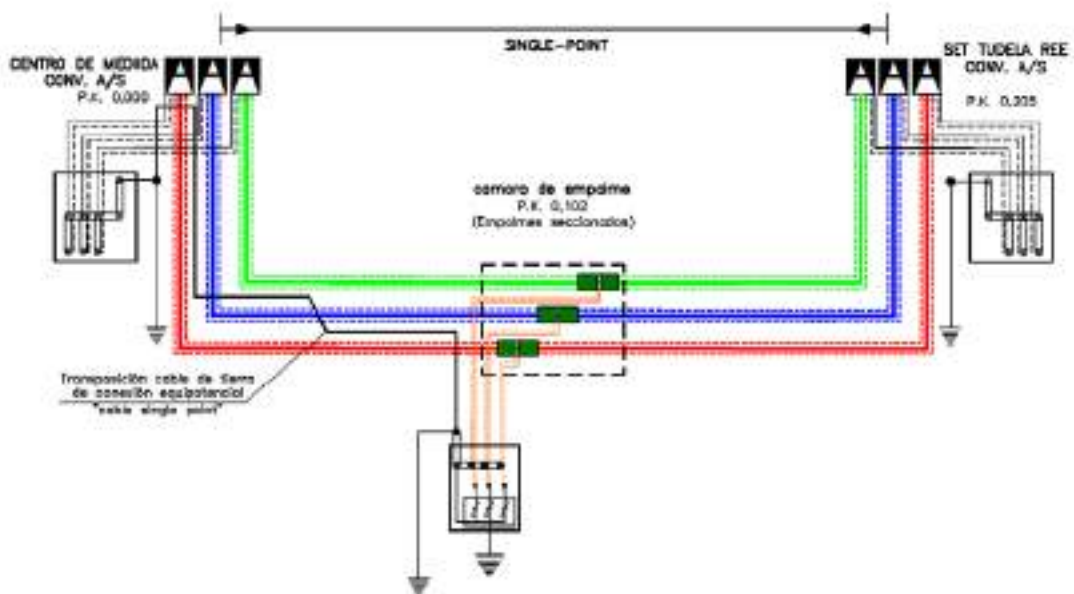 SINGLE-POINT
CENTRO DE MEDIDA
CONV. A/S
P.K. 0,000
SET TUDELA REE
CONV. A/S
P.K. 0,205
camara de empalme
P.K. 0,102
(Empalmes seccionados)
Transposición cable de tierra
de conexión equipotencial
"cable single point"